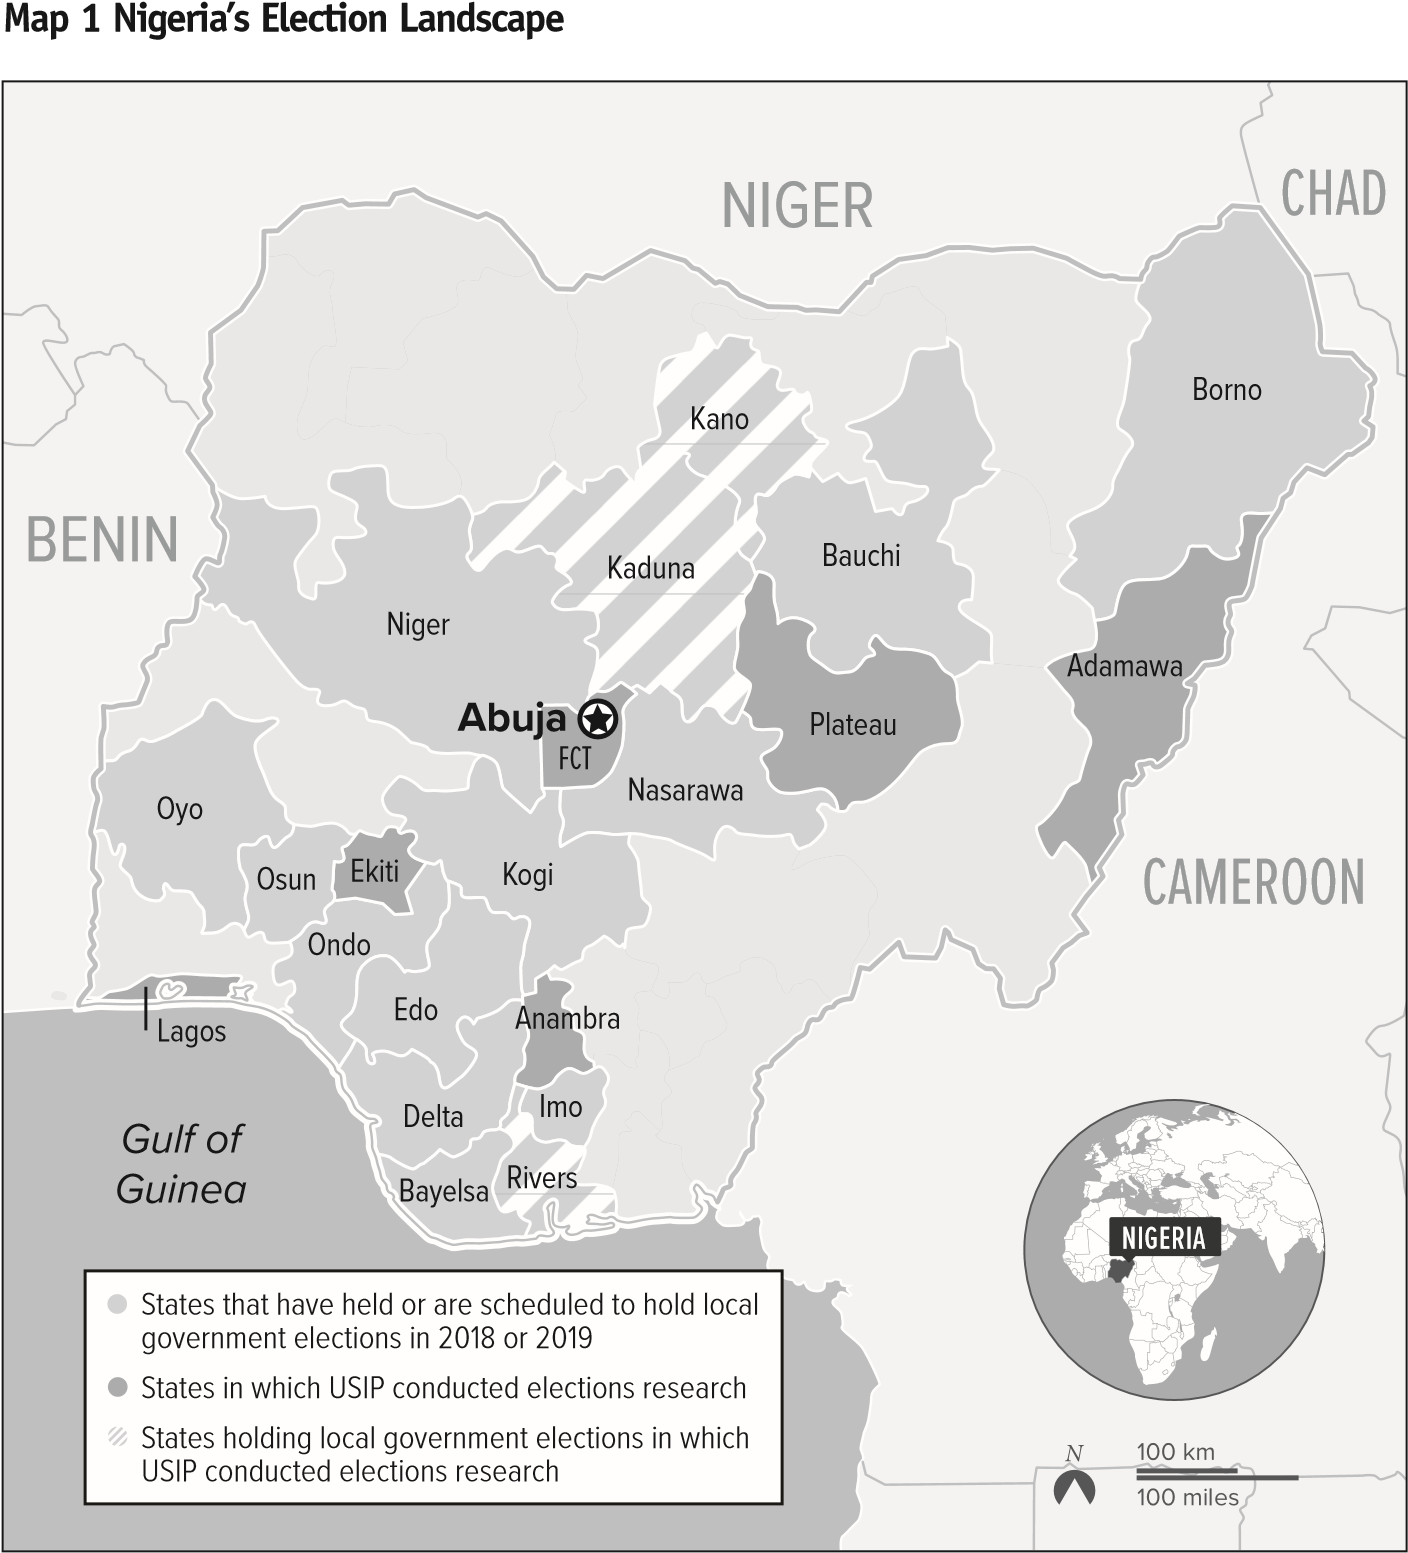 Map 1 Nigeria’s Election Landscape
NIGER
CHAD
Borno
Kano
BENIN
Bauchi
Kaduna
Niger
Adamawa
Abuja
Plateau
FCT
Nasarawa
Oyo
Ekiti
Kogi
Osun
CAMEROON
Ondo
Edo
Anambra
Lagos
Imo
Delta
Gulf of
Guinea
Rivers
Bayelsa
NIGERIA
States that have held or are scheduled to hold local
government elections in 2018 or 2019
States in which USIP conducted elections research
States holding local government elections in which
USIP conducted elections research
N
100 km
100 miles